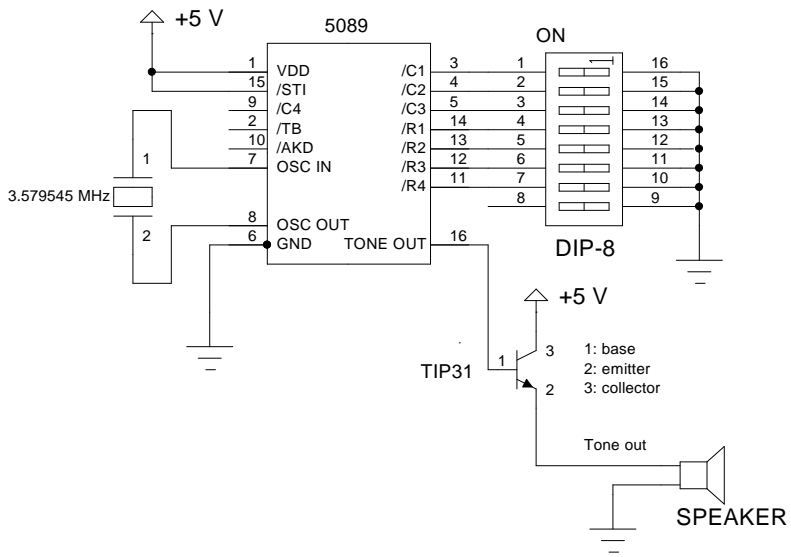 +5 V
5089
ON
1 VDD /C1 3 1 16
15 /STI /C2 4 2 15
9 /C4 /C3 5 3 14
2 /TB /R1 14 4 13
10 /AKD /R2 13 5 12
7 OSC IN /R3 12 6 11
/R4 11 7 10
8 9
1
3.579545 MHz
2
8 OSC OUT
6 GND TONE OUT 16
DIP-8
+5 V
TIP31
1
3
2
1: base
2: emitter
3: collector
Tone out
SPEAKER